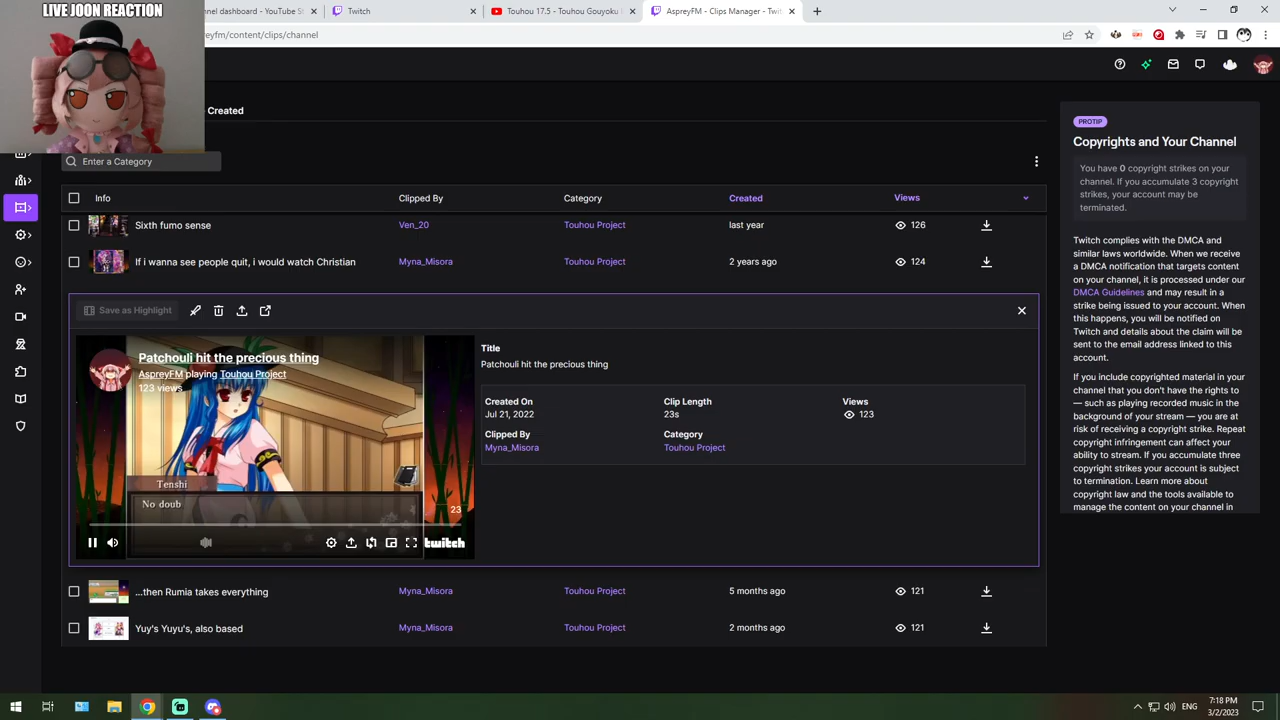 LIVE JOON REACTION
nnel dashboard - YouTube S
Twitch
Touhou 17.5 - Touhou Gouyoku
AspreyFM - Clips Manager - Twit
eyfm/content/clips/channel
Created
Enter a Category
Info
Clipped By
Category
Created
Views
Sixth fumo sense
Ven_20
Touhou Project
last year
126
If i wanna see people quit, i would watch Christian
Myna_Misora
Touhou Project
2 years ago
124
Save as Highlight
Patchouli hit the precious thing
AspreyFM playing Touhou Project
123 views
Tenshi
No doub
23
twitch
Title
Patchouli hit the precious thing
Created On
Jul 21, 2022
Clip Length
23s
Views
123
Clipped By
Myna_Misora
Category
Touhou Project
...then Rumia takes everything
Myna_Misora
Touhou Project
5 months ago
121
Yuy's Yuyu's, also based
Myna_Misora
Touhou Project
2 months ago
121
PROTIP
Copyrights and Your Channel
You have 0 copyright strikes on your
channel. If you accumulate 3 copyright
strikes, your account may be
terminated.
Twitch complies with the DMCA and
similar laws worldwide. When we receive
a DMCA notification that targets content
on your channel, it is processed under our
DMCA Guidelines and may result in a
strike being issued to your account. When
this happens, you will be notified on
Twitch and details about the claim will be
sent to the email address linked to this
account.
If you include copyrighted material in your
channel that you don't have the rights to
— such as playing recorded music in the
background of your stream — you are at
risk of receiving a copyright strike. Repeat
copyright infringement can affect your
ability to stream. If you accumulate three
copyright strikes your account is subject
to termination. Learn more about
copyright law and the tools available to
manage the content on your channel in
ENG
7:18 PM
3/2/2023